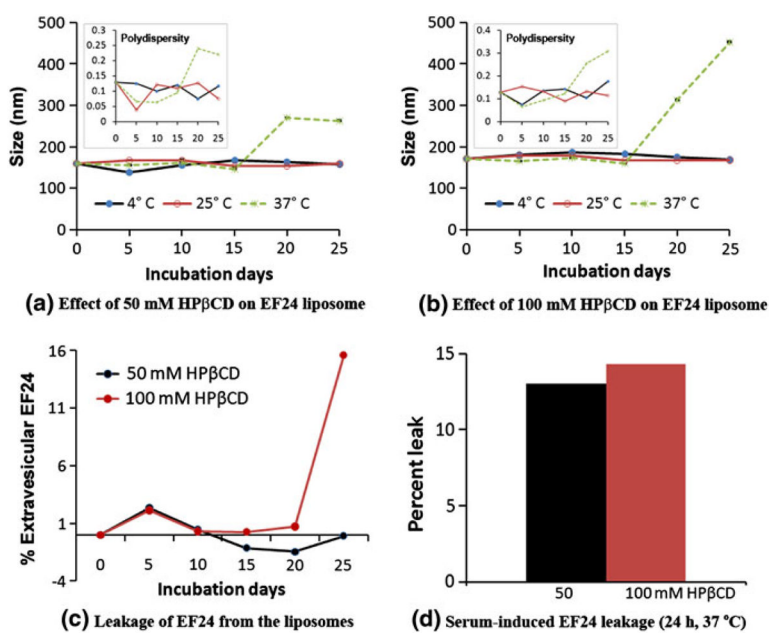 500
400
300
200
100
0
Size (nm)
Polydispersity
0.3
0.25
0.2
0.15
0.1
0.05
0
0 5 10 15 20 25
4° C 25° C 37° C
0 5 10 15 20 25
Incubation days
(a) Effect of 50 mM HPβCD on EF24 liposome
500
400
300
200
100
0
Size (nm)
Polydispersity
0.4
0.3
0.2
0.1
0
0 5 10 15 20 25
4° C 25° C 37° C
0 5 10 15 20 25
Incubation days
(b) Effect of 100 mM HPβCD on EF24 liposome
16
11
6
1
-4
% Extravesicular EF24
50 mM HPβCD
100 mM HPβCD
0 5 10 15 20 25
Incubation days
(c) Leakage of EF24 from the liposomes
15
10
5
0
Percent leak
50 100 mM HPβCD
(d) Serum-induced EF24 leakage (24 h, 37 °C)